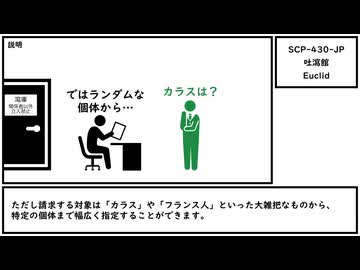 説明
SCP-430-JP
吐瀉館
Euclid
ではランダムな
個体から…
カラスは？
瀉庫
関係者以外
立入禁止
ただし請求する対象は「カラス」や「フランス人」といった大雑把なものから、
特定の個体まで幅広く指定することができます。